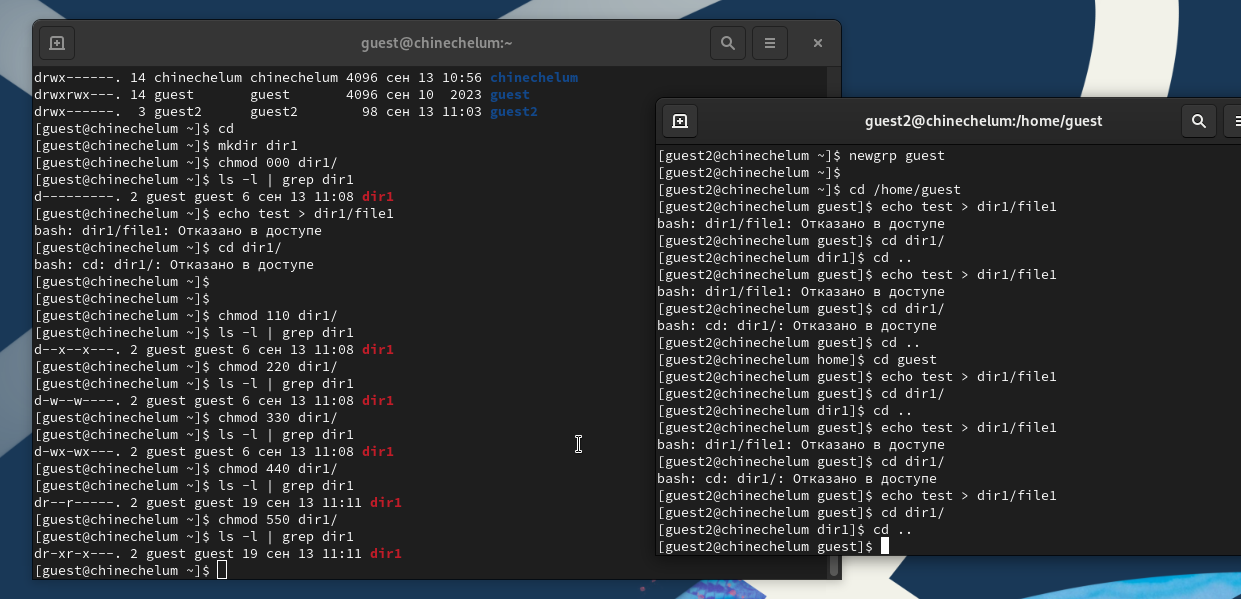 guest@chinechelum:~
drwx------. 14 chinechelum chinechelum 4096 сен 13 10:56 chinechelum
drwxrwx---. 14 guest       guest       4096 сен 10  2023 guest
drwx------.  3 guest2      guest2        98 сен 13 11:03 guest2
[guest@chinechelum ~]$ cd
[guest@chinechelum ~]$ mkdir dir1
[guest@chinechelum ~]$ chmod 000 dir1/
[guest@chinechelum ~]$ ls -l | grep dir1
d---------. 2 guest guest 6 сен 13 11:08 dir1
[guest@chinechelum ~]$ echo test > dir1/file1
bash: dir1/file1: Отказано в доступе
[guest@chinechelum ~]$ cd dir1/
bash: cd: dir1/: Отказано в доступе
[guest@chinechelum ~]$
[guest@chinechelum ~]$
[guest@chinechelum ~]$ chmod 110 dir1/
[guest@chinechelum ~]$ ls -l | grep dir1
d--x--x---. 2 guest guest 6 сен 13 11:08 dir1
[guest@chinechelum ~]$ chmod 220 dir1/
[guest@chinechelum ~]$ ls -l | grep dir1
d-w--w----. 2 guest guest 6 сен 13 11:08 dir1
[guest@chinechelum ~]$ chmod 330 dir1/
[guest@chinechelum ~]$ ls -l | grep dir1
d-wx-wx---. 2 guest guest 6 сен 13 11:08 dir1
[guest@chinechelum ~]$ chmod 440 dir1/
[guest@chinechelum ~]$ ls -l | grep dir1
dr--r-----. 2 guest guest 19 сен 13 11:11 dir1
[guest@chinechelum ~]$ chmod 550 dir1/
[guest@chinechelum ~]$ ls -l | grep dir1
dr-xr-x---. 2 guest guest 19 сен 13 11:11 dir1
[guest@chinechelum ~]$
guest2@chinechelum:/home/guest
[guest2@chinechelum ~]$ newgrp guest
[guest2@chinechelum ~]$
[guest2@chinechelum ~]$ cd /home/guest
[guest2@chinechelum guest]$ echo test > dir1/file1
bash: dir1/file1: Отказано в доступе
[guest2@chinechelum guest]$ cd dir1/
[guest2@chinechelum dir1]$ cd ..
[guest2@chinechelum guest]$ echo test > dir1/file1
bash: dir1/file1: Отказано в доступе
[guest2@chinechelum guest]$ cd dir1/
bash: cd: dir1/: Отказано в доступе
[guest2@chinechelum guest]$ cd ..
[guest2@chinechelum home]$ cd guest
[guest2@chinechelum guest]$ echo test > dir1/file1
[guest2@chinechelum guest]$ cd dir1/
[guest2@chinechelum dir1]$ cd ..
[guest2@chinechelum guest]$ echo test > dir1/file1
bash: dir1/file1: Отказано в доступе
[guest2@chinechelum guest]$ cd dir1/
bash: cd: dir1/: Отказано в доступе
[guest2@chinechelum guest]$ echo test > dir1/file1
[guest2@chinechelum guest]$ cd dir1/
[guest2@chinechelum dir1]$ cd ..
[guest2@chinechelum guest]$